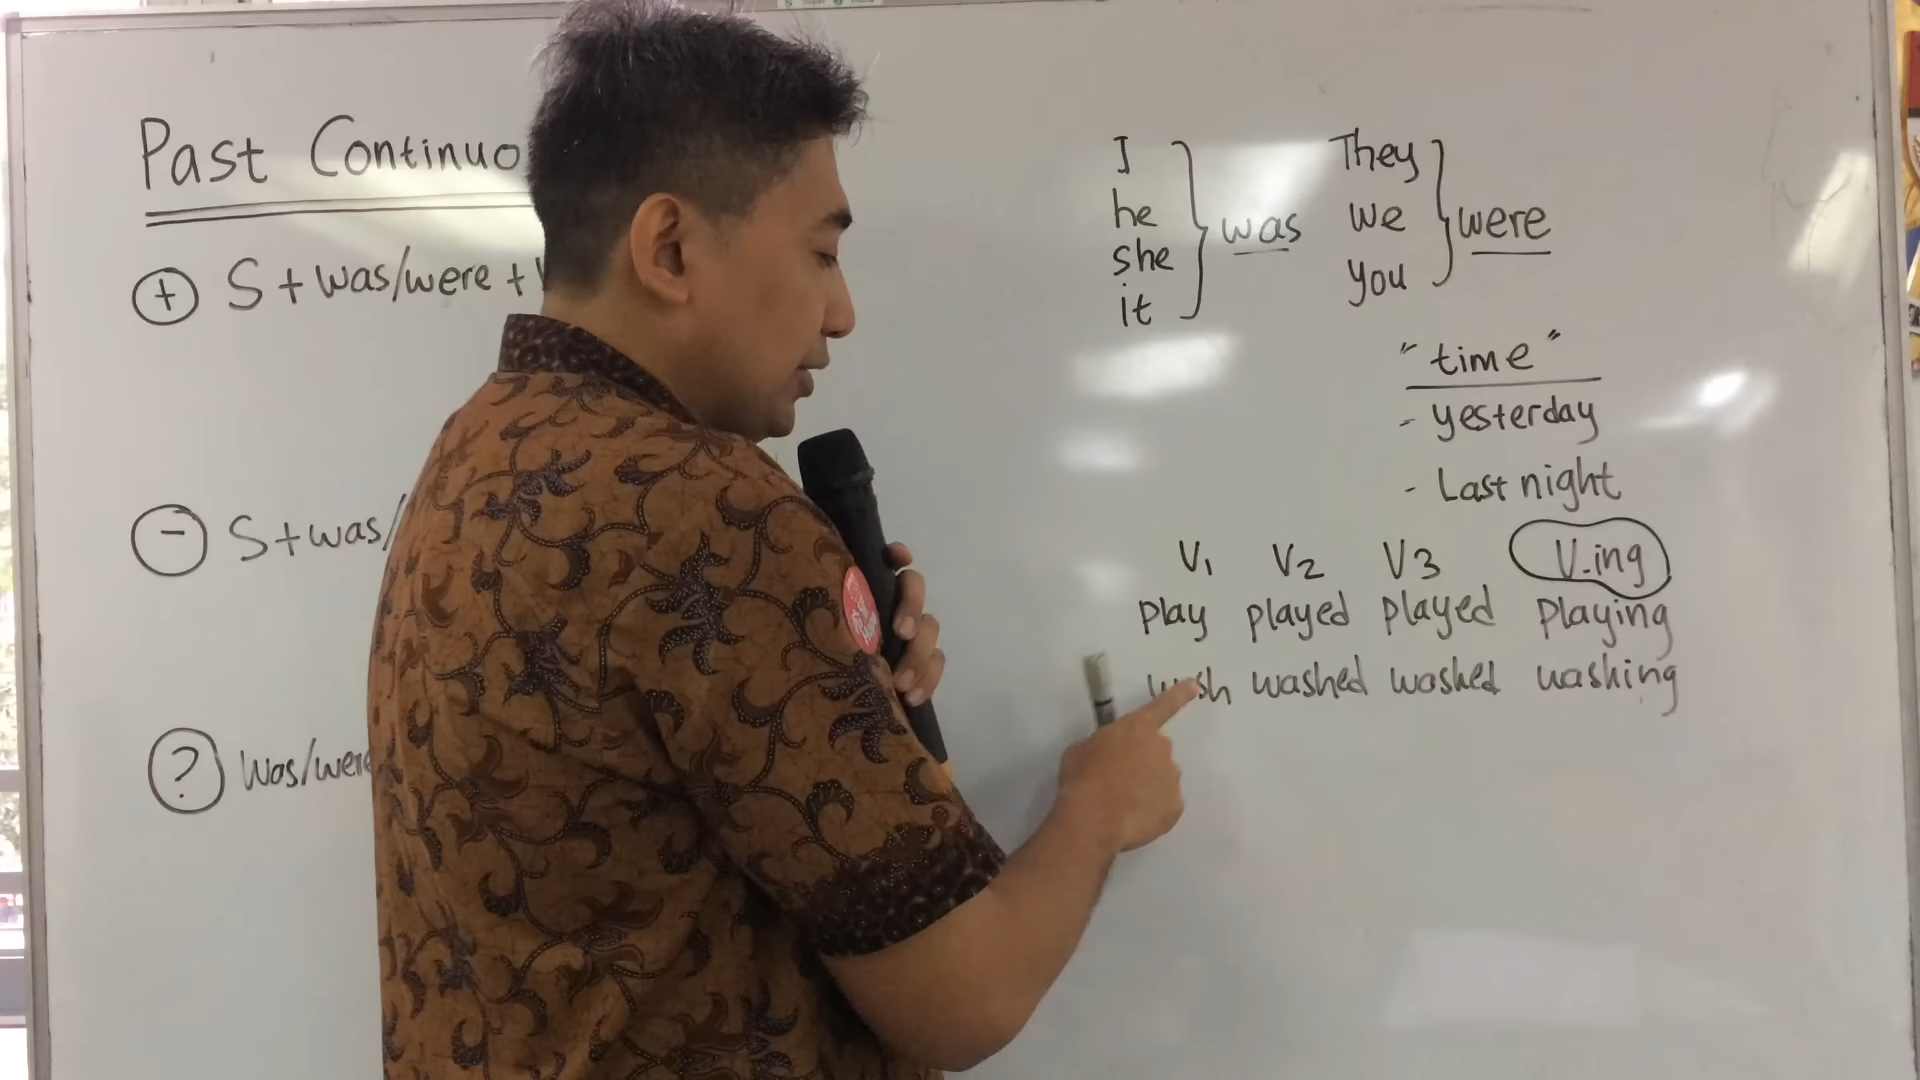 Past Continuo
+ S + was/were +
- S + was/
? Was/were
I
he
she
it
was
They
we
you
were
"time"
- yesterday
- Last night
V1 V2 V3 V-ing
play played played playing
wash washed washed washing